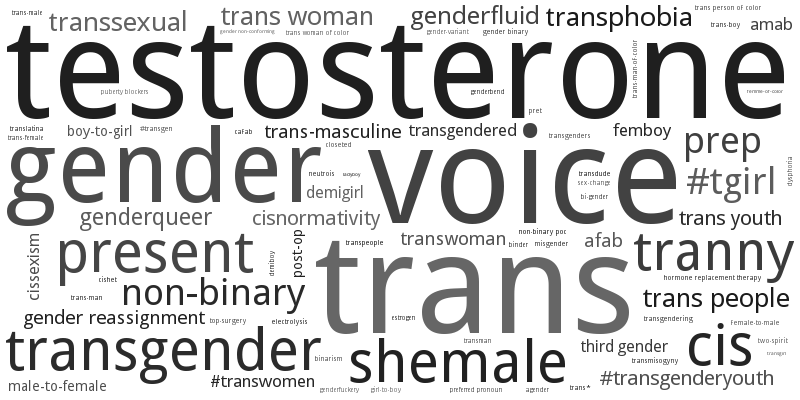 trans-male
transsexual
trans woman
gender non-conforming
trans woman of color
genderfluid
gender-variant
gender binary
transphobia
trans person of color
trans-boy
amab
testosterone
puberty blockers
genderbend
trans-man-of-color
femme-of-color
pret
translatina
trans-female
boy-to-girl
#transgen
cafab
trans-masculine
transgendered
transgenders
femboy
prep
gender
closeted
neutrois
ladyboy
demigirl
voice
transdude
sex-change
bi-gender
#tgirl
dysphoria
genderqueer
cisnormativity
trans youth
cissexism
present
demiboy
post-op
transpeople
transwoman
non-binary poc
binder
misgender
afab
tranny
cishet
trans-man
non-binary
trans
hormone replacement therapy
trans people
gender reassignment
top-surgery
electrolysis
estrogen
transgendering
Female-to-male
transgender
binarism
transman
shemale
third gender
transmisogyny
cis
two-spirit
male-to-female
#transwomen
genderfuckery
girl-to-boy
preferred pronoun
agender
trans*
#transgenderyouth